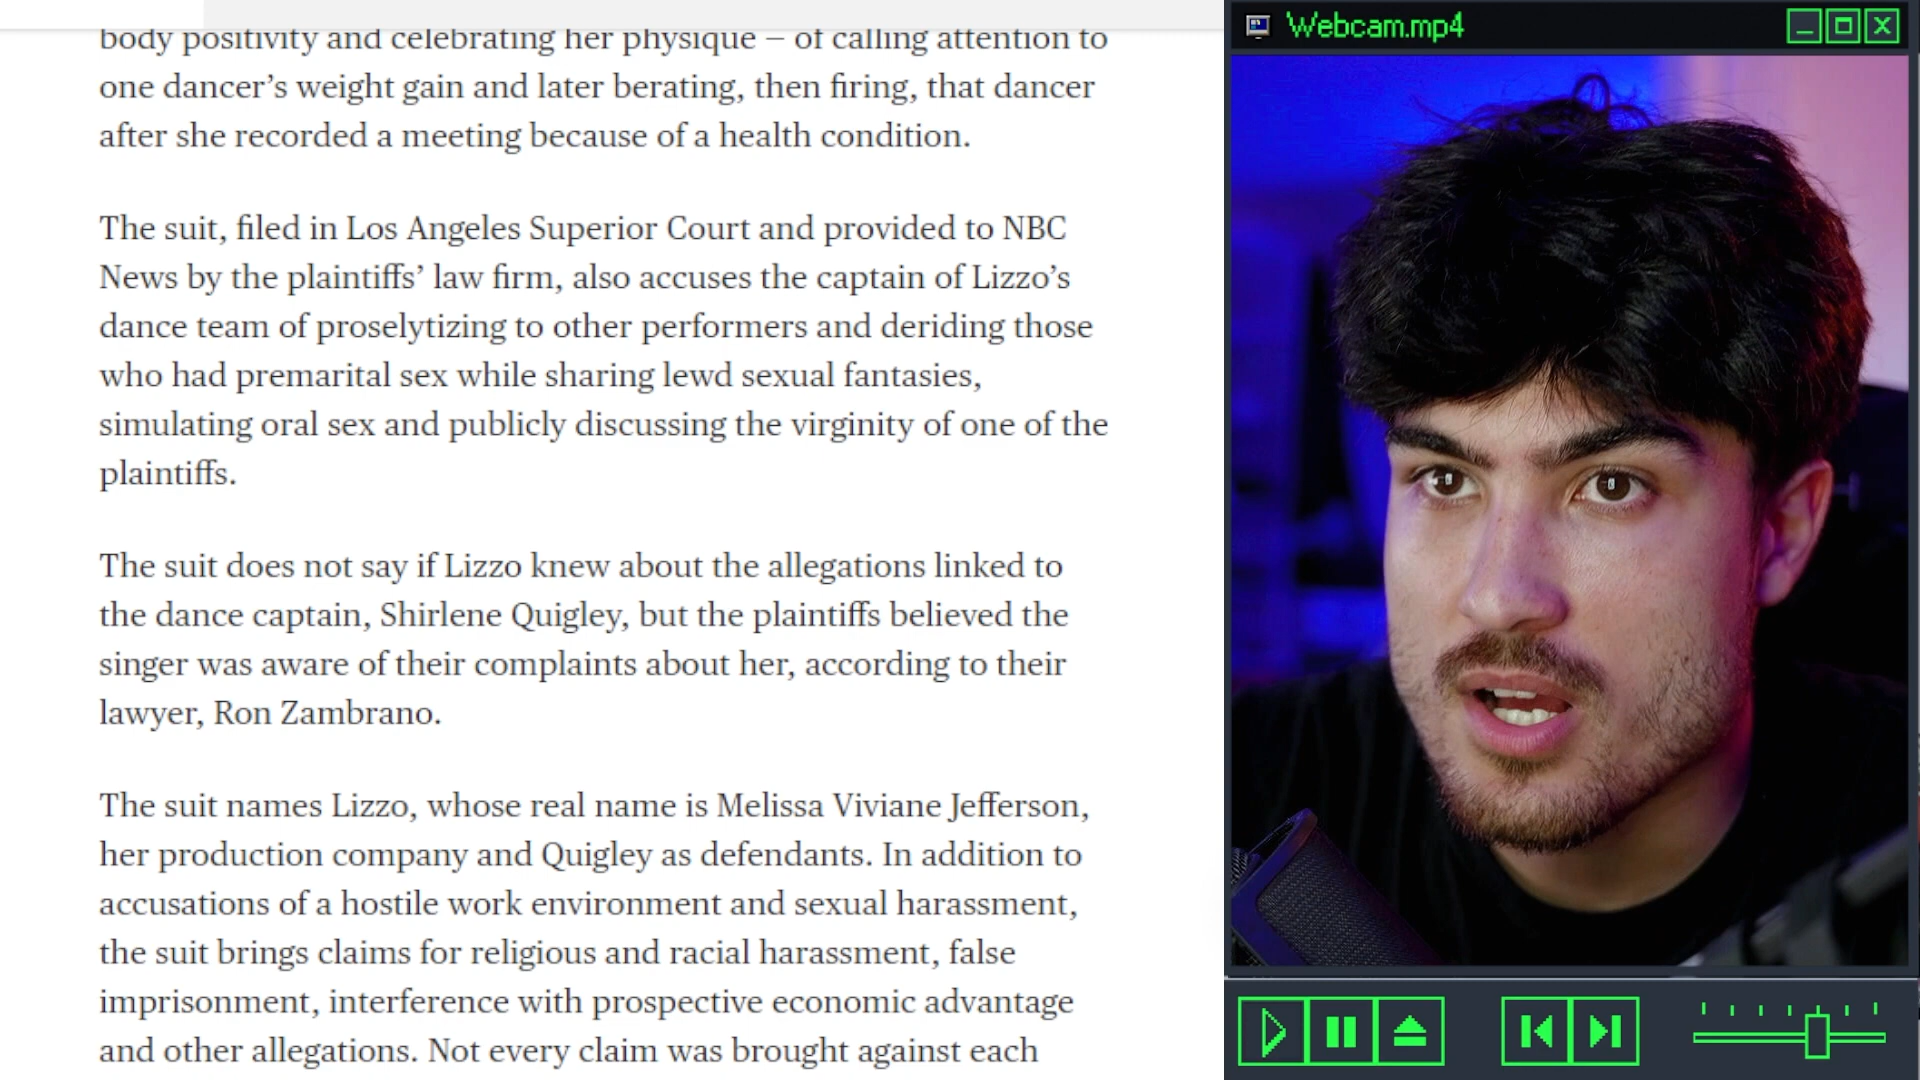 body positivity and celebrating her physique — of calling attention to
one dancer’s weight gain and later berating, then firing, that dancer
after she recorded a meeting because of a health condition.
The suit, filed in Los Angeles Superior Court and provided to NBC
News by the plaintiffs’ law firm, also accuses the captain of Lizzo’s
dance team of proselytizing to other performers and deriding those
who had premarital sex while sharing lewd sexual fantasies,
simulating oral sex and publicly discussing the virginity of one of the
plaintiffs.
The suit does not say if Lizzo knew about the allegations linked to
the dance captain, Shirlene Quigley, but the plaintiffs believed the
singer was aware of their complaints about her, according to their
lawyer, Ron Zambrano.
The suit names Lizzo, whose real name is Melissa Viviane Jefferson,
her production company and Quigley as defendants. In addition to
accusations of a hostile work environment and sexual harassment,
the suit brings claims for religious and racial harassment, false
imprisonment, interference with prospective economic advantage
and other allegations. Not every claim was brought against each
Webcam.mp4